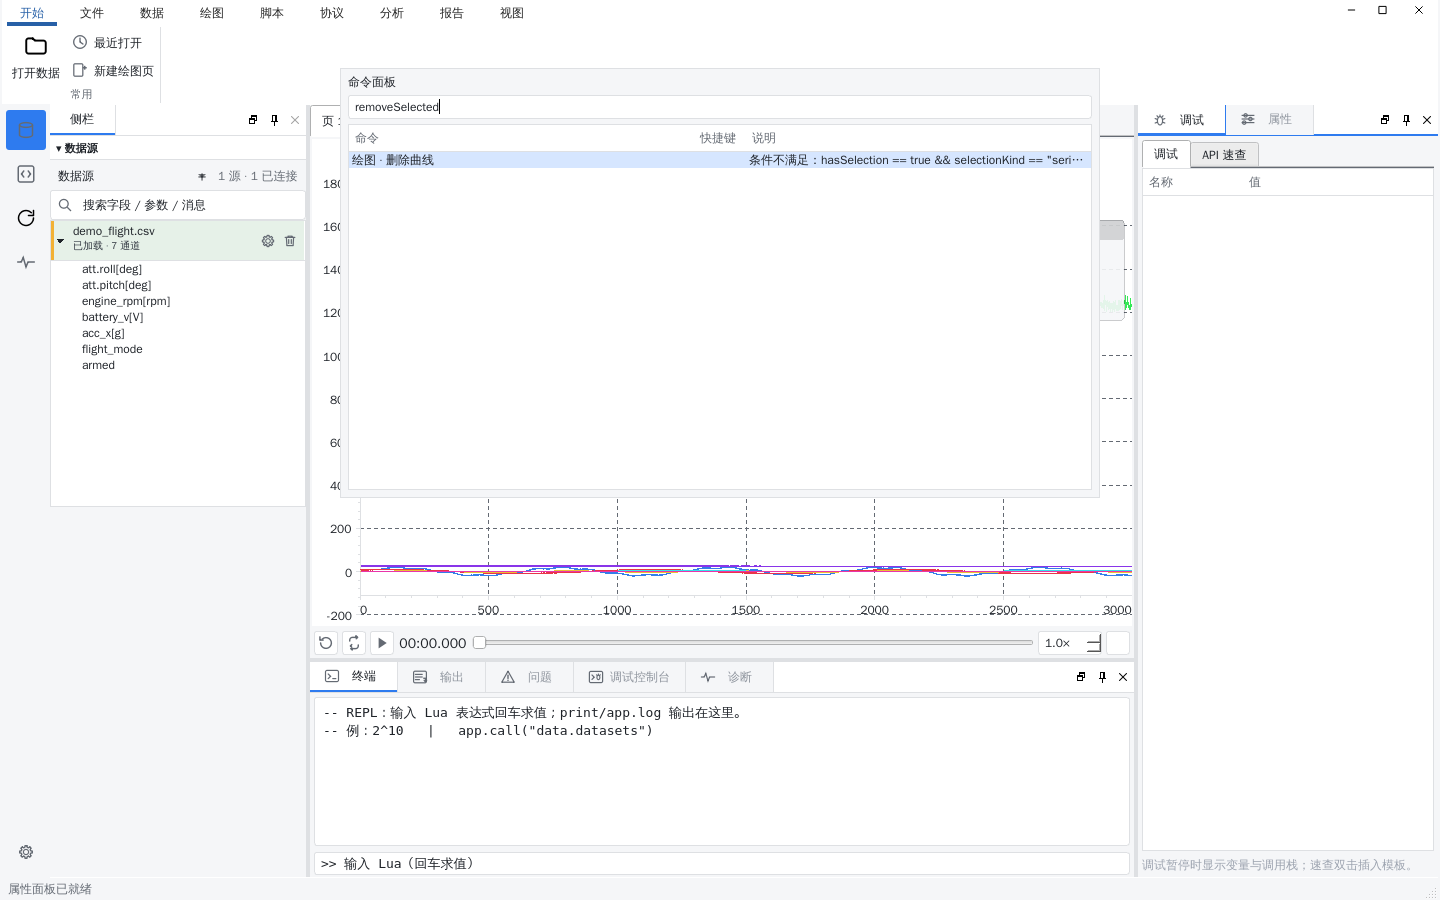 开始 文件 数据 绘图 脚本 协议 分析 报告 视图
打开数据
最近打开
新建绘图页
常用
侧栏
数据源
数据源 1 源 · 1 已连接
搜索字段 / 参数 / 消息
demo_flight.csv
已加载 · 7 通道
att.roll[deg]
att.pitch[deg]
engine_rpm[rpm]
battery_v[V]
acc_x[g]
flight_mode
armed
页
命令面板
removeSelected
命令 快捷键 说明
绘图 · 删除曲线 条件不满足：hasSelection == true && selectionKind == "seri···
200
0
-200
0 500 1000 1500 2000 2500 3000
00:00.000 1.0×
终端 输出 问题 调试控制台 诊断
-- REPL：输入 Lua 表达式回车求值；print/app.log 输出在这里。
-- 例：2^10 | app.call("data.datasets")
>> 输入 Lua（回车求值）
调试 属性
调试 API 速查
名称 值
调试暂停时显示变量与调用栈；速查双击插入模板。
属性面板已就绪